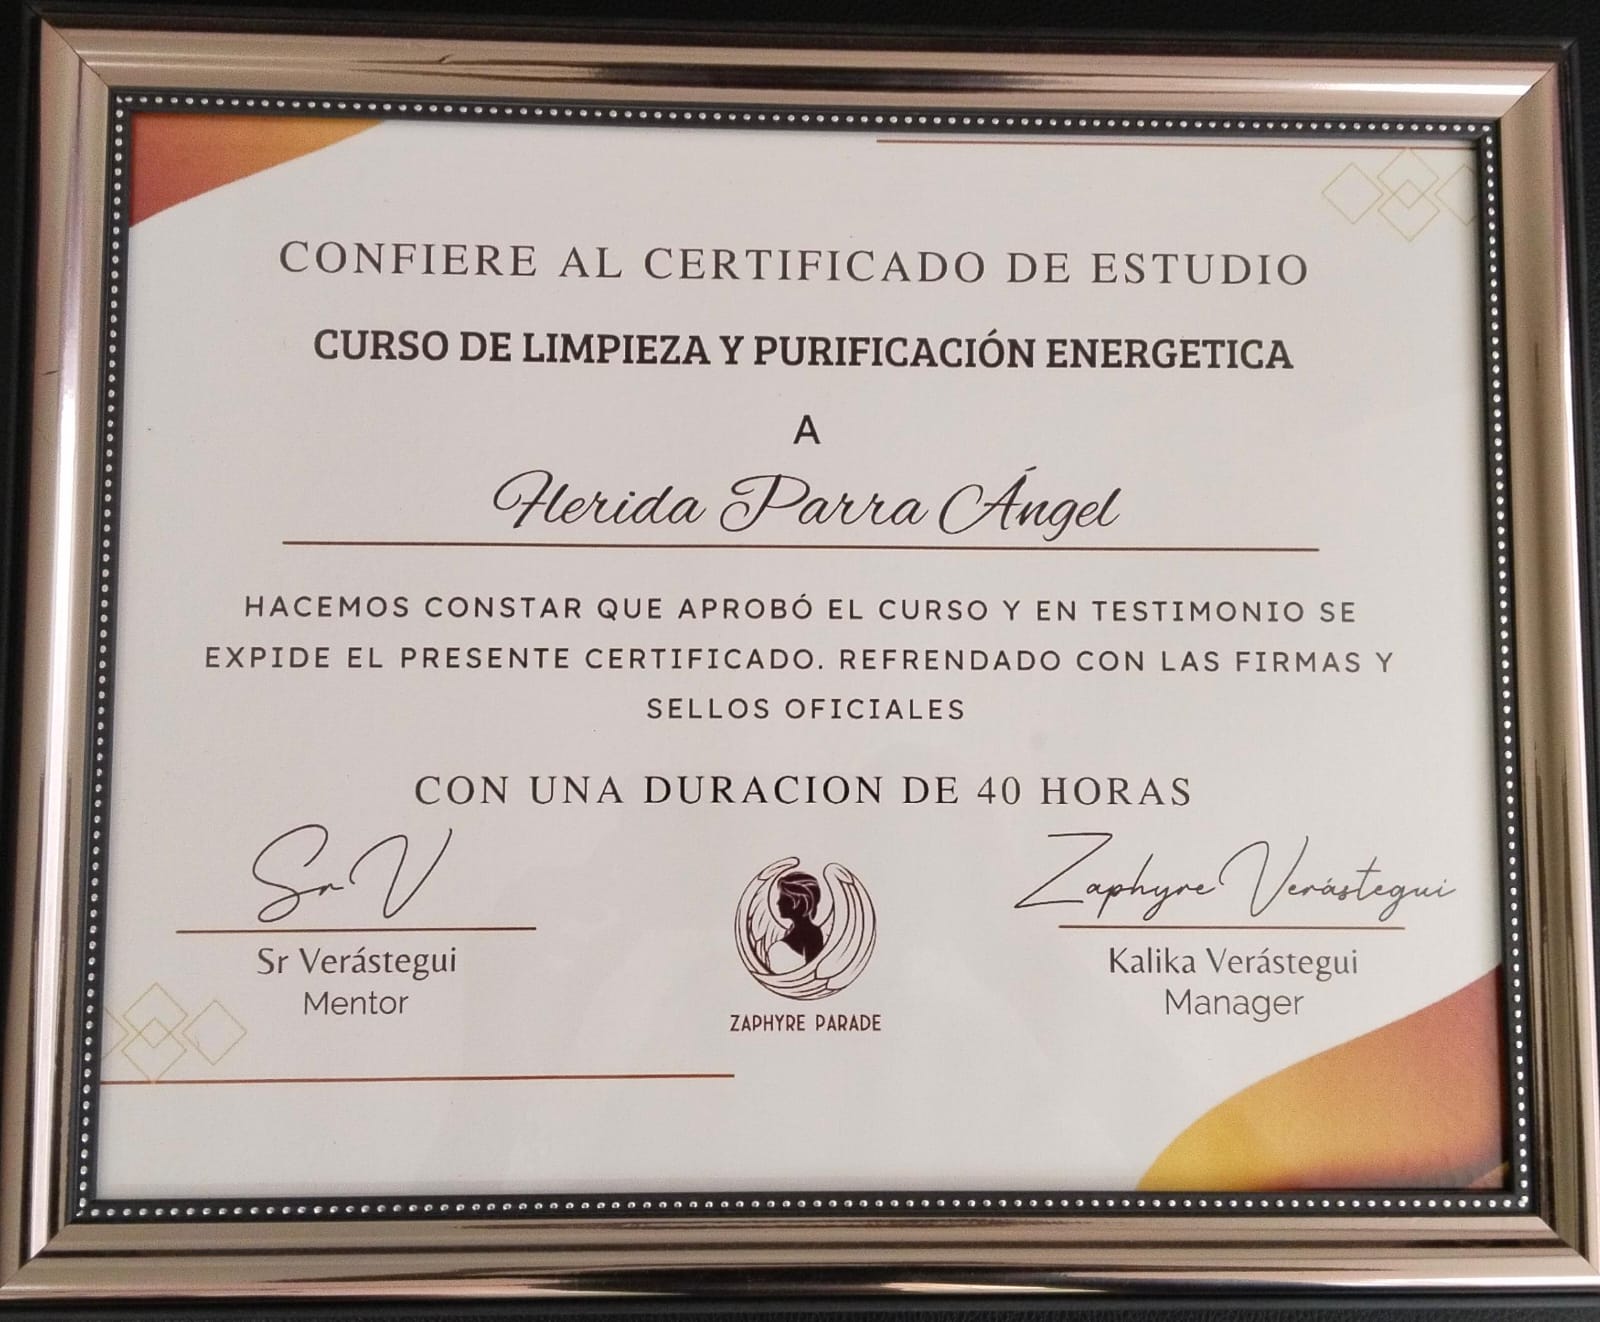 CONFIERE AL CERTIFICADO DE ESTUDIO
CURSO DE LIMPIEZA Y PURIFICACIÓN ENERGETICA
A
Flerida Parra Ángel
HACEMOS CONSTAR QUE APROBÓ EL CURSO Y EN TESTIMONIO SE
EXPIDE EL PRESENTE CERTIFICADO. REFRENDADO CON LAS FIRMAS Y
SELLOS OFICIALES
CON UNA DURACION DE 40 HORAS
Sr V
Sr Verástegui
Mentor
ZAPHYRE PARADE
Zaphyre Verástegui
Kalika Verástegui
Manager